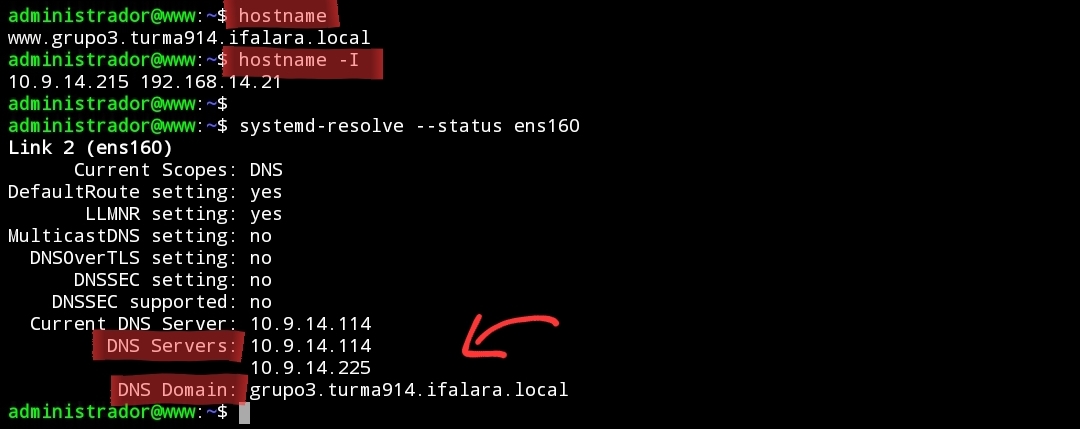 administrador@www:~$ hostname
www.grupo3.turma914.ifalara.local
administrador@www:~$ hostname -I
10.9.14.215 192.168.14.21
administrador@www:~$
administrador@www:~$ systemd-resolve --status ens160
Link 2 (ens160)
Current Scopes: DNS
DefaultRoute setting: yes
LLMNR setting: yes
MulticastDNS setting: no
DNSOverTLS setting: no
DNSSEC setting: no
DNSSEC supported: no
Current DNS Server: 10.9.14.114
DNS Servers: 10.9.14.114
10.9.14.225
DNS Domain: grupo3.turma914.ifalara.local
administrador@www:~$